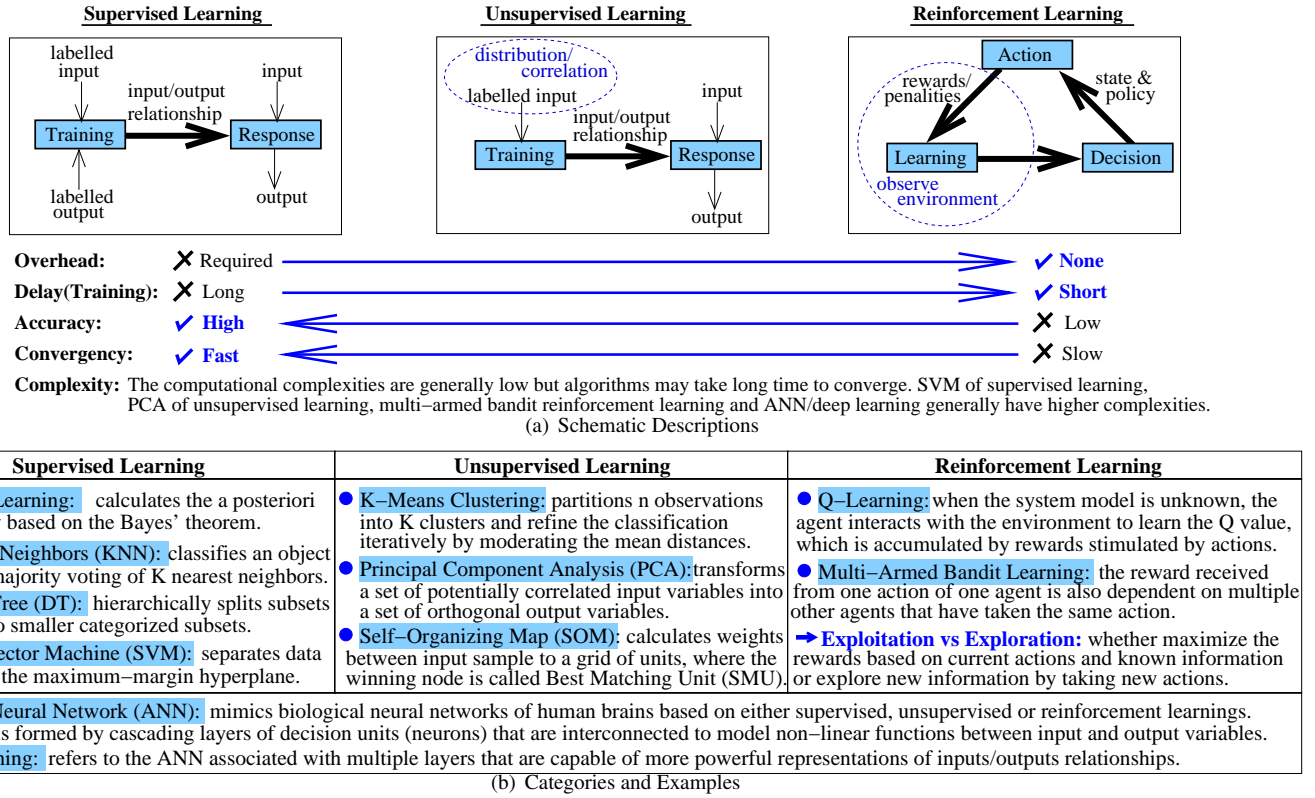 Supervised Learning
Unsupervised Learning
Reinforcement Learning
labelled
input
input
input/output
relationship
Training
Response
labelled
output
output
distribution/
correlation
labelled input
input
input/output
relationship
Training
Response
output
Action
rewards/
penalities
state &
policy
Learning
Decision
observe
environment
Overhead: ✗ Required ✓ None
Delay(Training): ✗ Long ✓ Short
Accuracy: ✓ High ✗ Low
Convergency: ✓ Fast ✗ Slow
Complexity: The computational complexities are generally low but algorithms may take long time to converge. SVM of supervised learning,
PCA of unsupervised learning, multi−armed bandit reinforcement learning and ANN/deep learning generally have higher complexities.
(a) Schematic Descriptions
Supervised Learning
Learning: calculates the a posteriori
based on the Bayes' theorem.
Neighbors (KNN): classifies an object
majority voting of K nearest neighbors.
Free (DT): hierarchically splits subsets
smaller categorized subsets.
ector Machine (SVM): separates data
the maximum−margin hyperplane.
Unsupervised Learning
● K−Means Clustering: partitions n observations
into K clusters and refine the classification
iteratively by moderating the mean distances.
● Principal Component Analysis (PCA): transforms
a set of potentially correlated input variables into
a set of orthogonal output variables.
● Self−Organizing Map (SOM): calculates weights
between input sample to a grid of units, where the
winning node is called Best Matching Unit (SMU).
Reinforcement Learning
● Q−Learning: when the system model is unknown, the
agent interacts with the environment to learn the Q value,
which is accumulated by rewards stimulated by actions.
● Multi−Armed Bandit Learning: the reward received
from one action of one agent is also dependent on multiple
other agents that have taken the same action.
→ Exploitation vs Exploration: whether maximize the
rewards based on current actions and known information
or explore new information by taking new actions.
Neural Network (ANN): mimics biological neural networks of human brains based on either supervised, unsupervised or reinforcement learnings.
is formed by cascading layers of decision units (neurons) that are interconnected to model non−linear functions between input and output variables.
ning: refers to the ANN associated with multiple layers that are capable of more powerful representations of inputs/outputs relationships.
(b) Categories and Examples